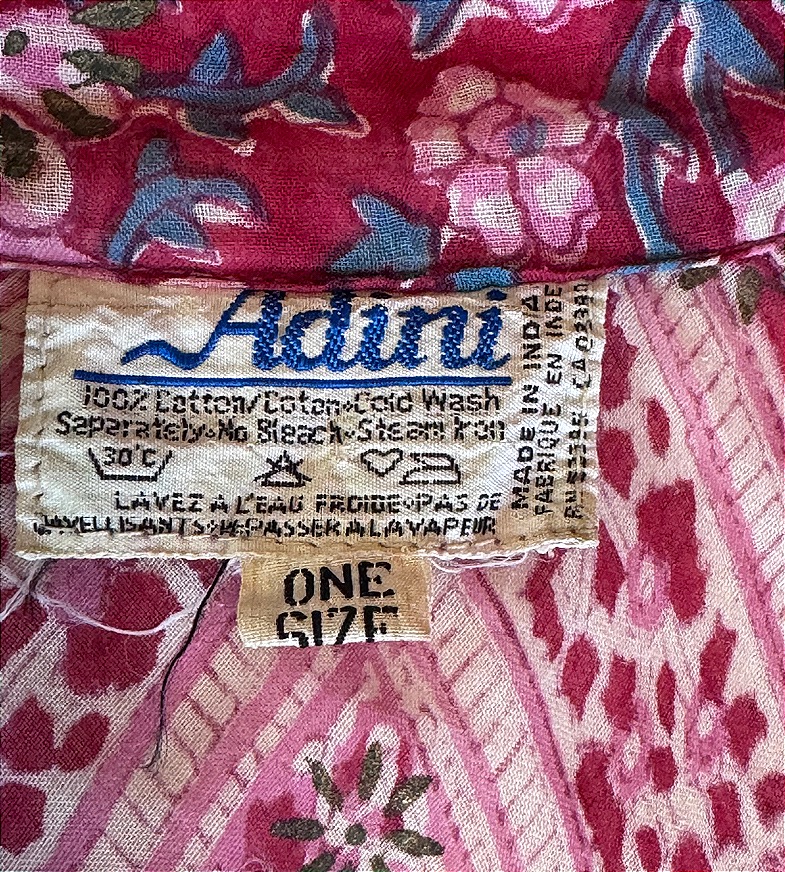 Adini
100% Cotton/Coton•Cold Wash
Separately•No Bleach•Steam Iron
30°C
LAVEZ A L'EAU FROIDE•PAS DE
JAVELLISANTS•REPASSER A LA VAPEUR
MADE IN INDIA
FABRIQUE EN INDE
ONE
SIZE